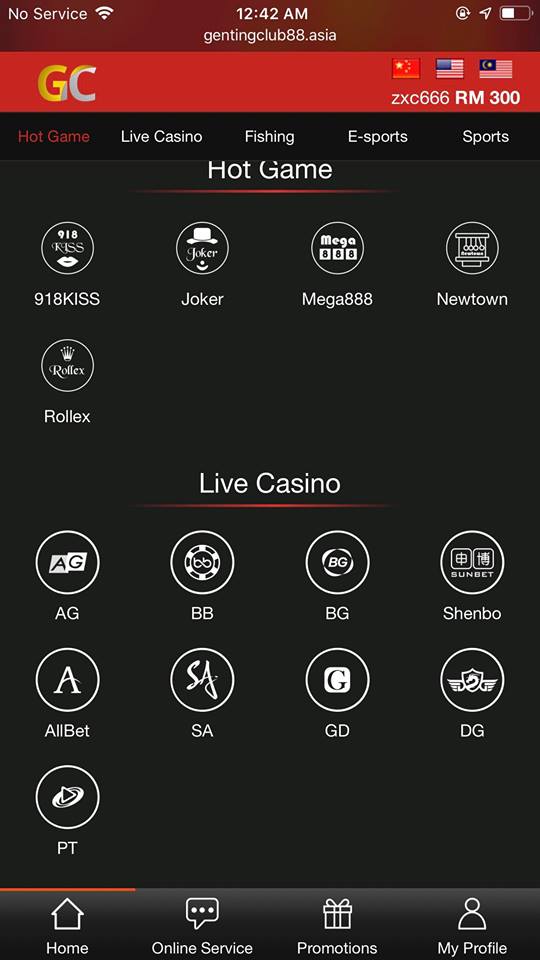 No Service 12:42 AM
gentingclub88.asia
GC
zxc666 RM 300
Hot Game Live Casino Fishing E-sports Sports
Hot Game
918 KISS Joker Mega 888 Newtown
918KISS Joker Mega888 Newtown
Rollex
Rollex
Live Casino
AG bb BG 申博 SUNBET
AG BB BG Shenbo
A SA G DG
AllBet SA GD DG
PT
Home Online Service Promotions My Profile